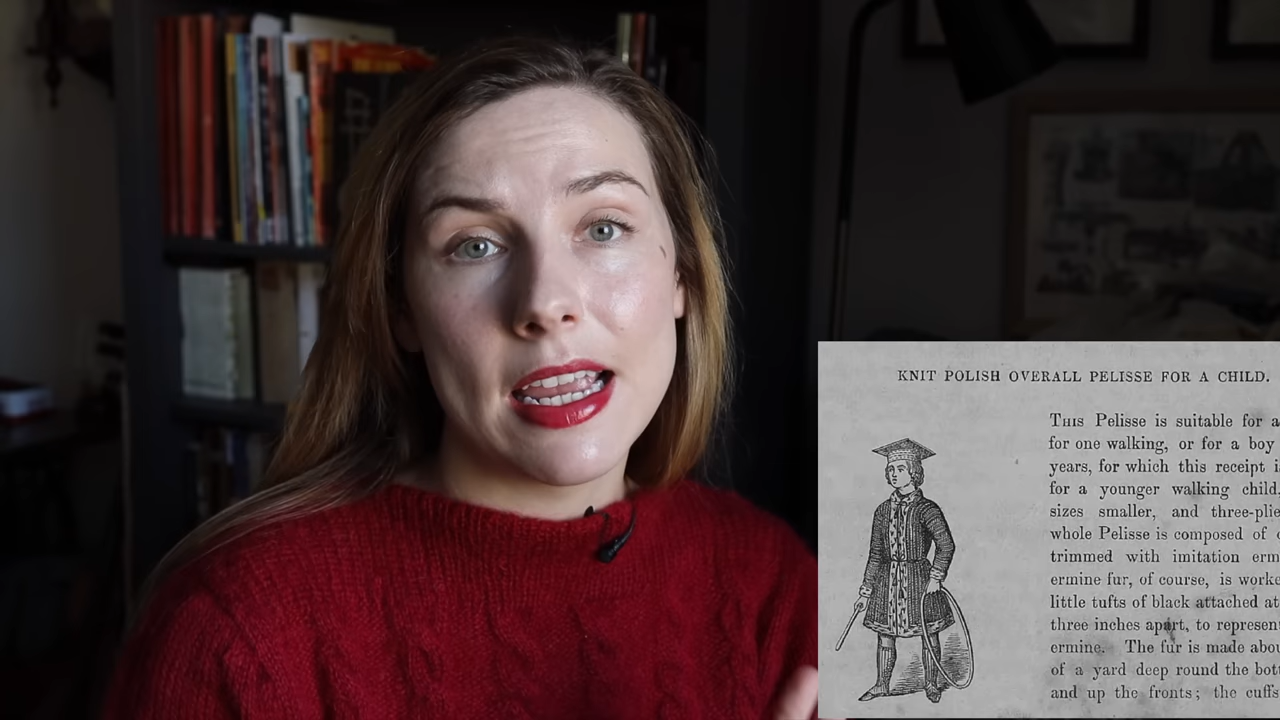 KNIT POLISH OVERALL PELISSE FOR A CHILD.
This Pelisse is suitable for a
for one walking, or for a boy
years, for which this receipt
for a younger walking child.
sizes smaller, and three-plie
whole Pelisse is composed of
trimmed with imitation erm
ermine fur, of course, is worke
little tufts of black attached at
three inches apart, to represen
ermine. The fur is made abou
of a yard deep round the bott
and up the fronts; the cuffs